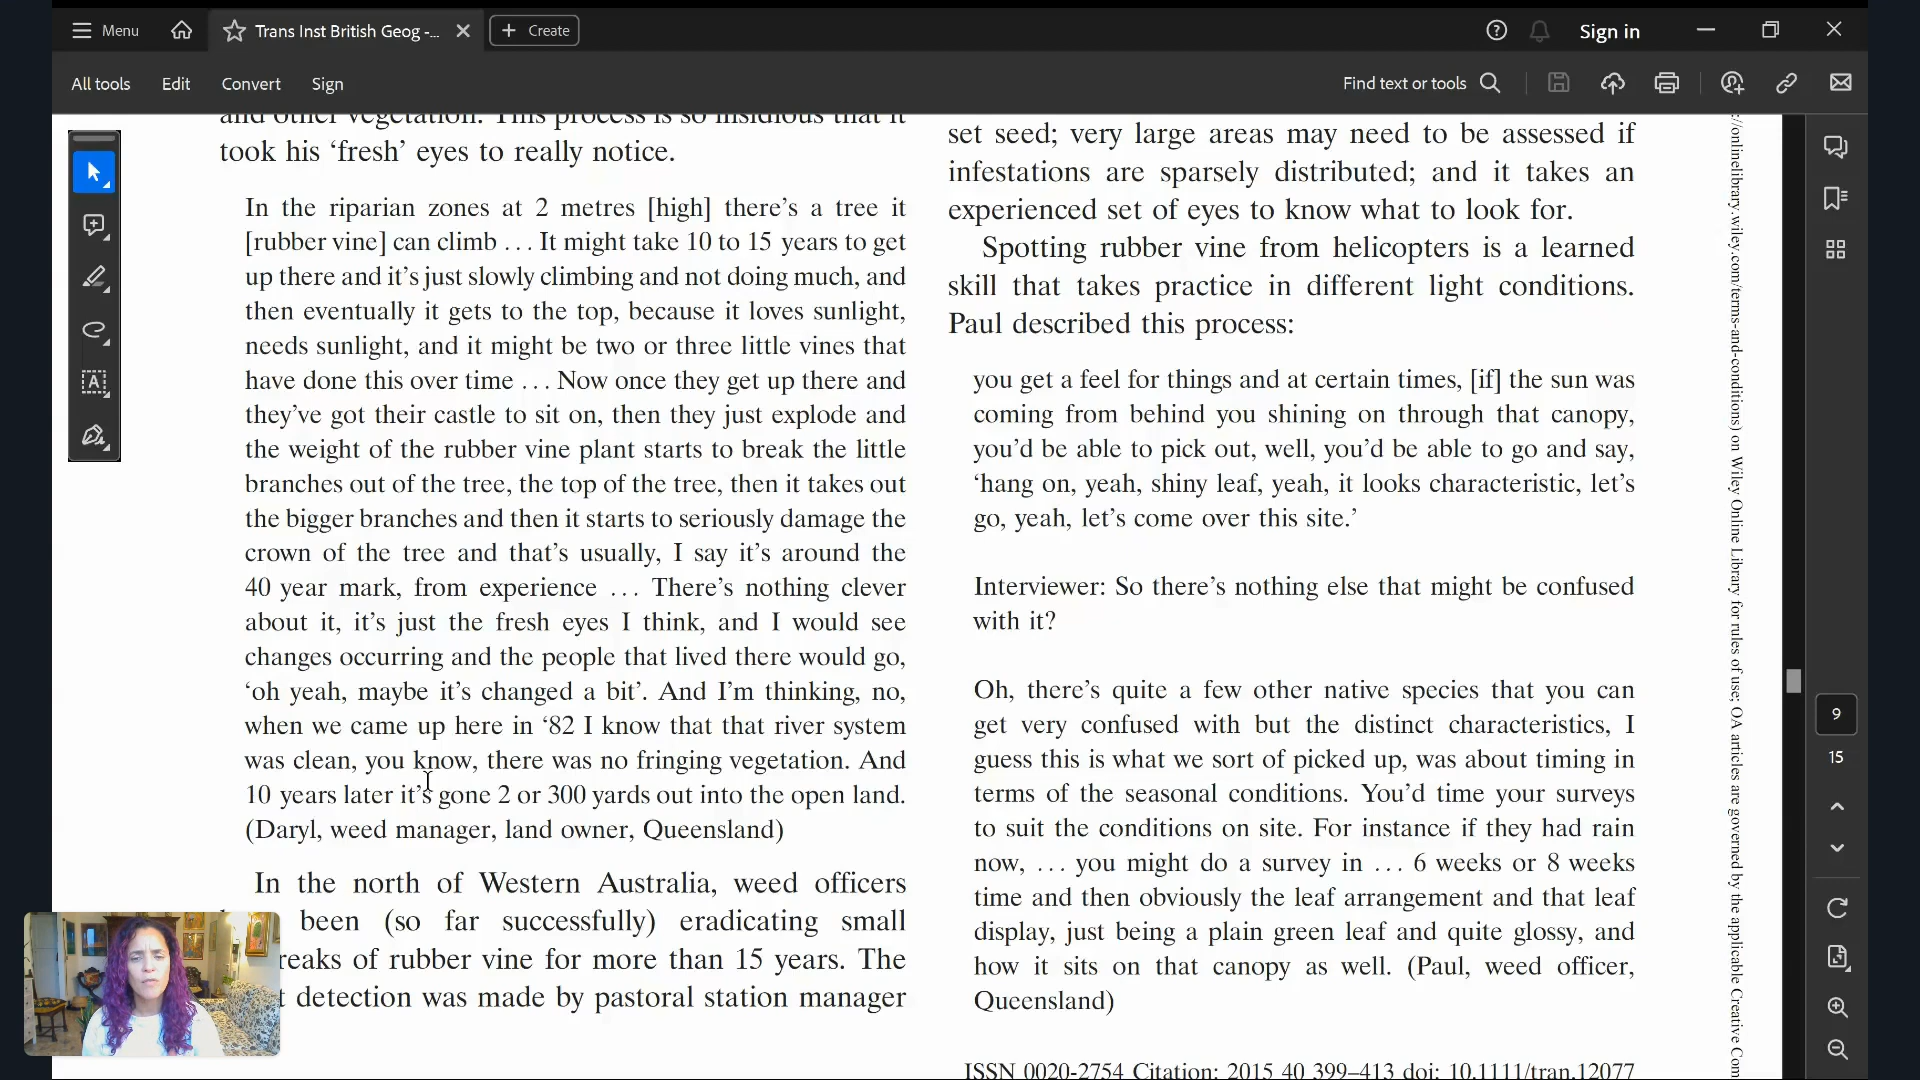 Menu
Trans Inst British Geog -...
Create
Sign in
All tools
Edit
Convert
Sign
Find text or tools
and other vegetation. This process is so insidious that it
took his ‘fresh’ eyes to really notice.
In the riparian zones at 2 metres [high] there’s a tree it
[rubber vine] can climb … It might take 10 to 15 years to get
up there and it’s just slowly climbing and not doing much, and
then eventually it gets to the top, because it loves sunlight,
needs sunlight, and it might be two or three little vines that
have done this over time … Now once they get up there and
they’ve got their castle to sit on, then they just explode and
the weight of the rubber vine plant starts to break the little
branches out of the tree, the top of the tree, then it takes out
the bigger branches and then it starts to seriously damage the
crown of the tree and that’s usually, I say it’s around the
40 year mark, from experience … There’s nothing clever
about it, it’s just the fresh eyes I think, and I would see
changes occurring and the people that lived there would go,
‘oh yeah, maybe it’s changed a bit’. And I’m thinking, no,
when we came up here in ‘82 I know that that river system
was clean, you know, there was no fringing vegetation. And
10 years later it’s gone 2 or 300 yards out into the open land.
(Daryl, weed manager, land owner, Queensland)
In the north of Western Australia, weed officers
been (so far successfully) eradicating small
reaks of rubber vine for more than 15 years. The
t detection was made by pastoral station manager
set seed; very large areas may need to be assessed if
infestations are sparsely distributed; and it takes an
experienced set of eyes to know what to look for.
Spotting rubber vine from helicopters is a learned
skill that takes practice in different light conditions.
Paul described this process:
you get a feel for things and at certain times, [if] the sun was
coming from behind you shining on through that canopy,
you’d be able to pick out, well, you’d be able to go and say,
‘hang on, yeah, shiny leaf, yeah, it looks characteristic, let’s
go, yeah, let’s come over this site.’
Interviewer: So there’s nothing else that might be confused
with it?
Oh, there’s quite a few other native species that you can
get very confused with but the distinct characteristics, I
guess this is what we sort of picked up, was about timing in
terms of the seasonal conditions. You’d time your surveys
to suit the conditions on site. For instance if they had rain
now, … you might do a survey in … 6 weeks or 8 weeks
time and then obviously the leaf arrangement and that leaf
display, just being a plain green leaf and quite glossy, and
how it sits on that canopy as well. (Paul, weed officer,
Queensland)
ISSN 0020-2754 Citation: 2015 40 399–413 doi: 10.1111/tran.12077
://onlinelibrary.wiley.com/terms-and-conditions) on Wiley Online Library for rules of use; OA articles are governed by the applicable Creative Com
9
15